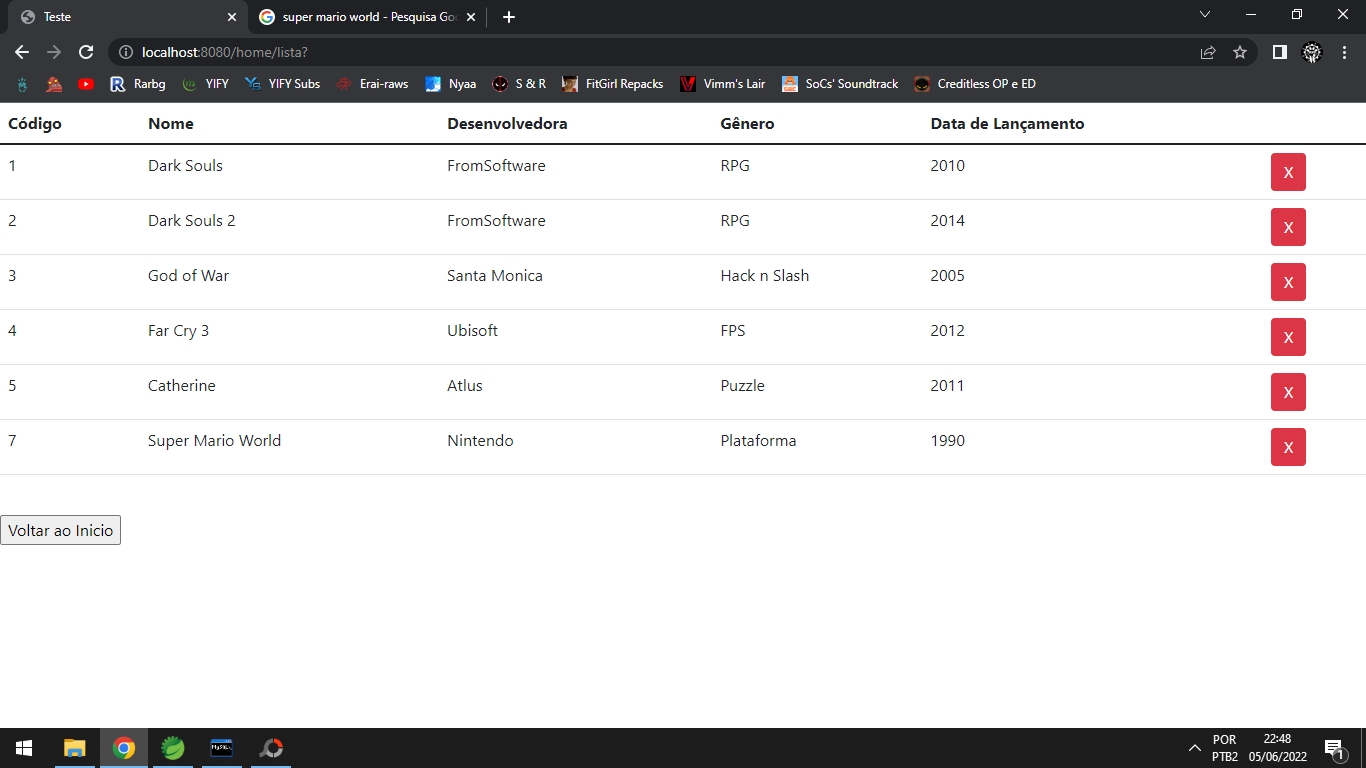 Teste
super mario world - Pesquisa Go
localhost:8080/home/lista?
Rarbg YIFY YIFY Subs Erai-raws Nyaa S & R FitGirl Repacks Vimm's Lair SoCs' Soundtrack Creditless OP e ED
Código Nome Desenvolvedora Gênero Data de Lançamento
1 Dark Souls FromSoftware RPG 2010 X
2 Dark Souls 2 FromSoftware RPG 2014 X
3 God of War Santa Monica Hack n Slash 2005 X
4 Far Cry 3 Ubisoft FPS 2012 X
5 Catherine Atlus Puzzle 2011 X
7 Super Mario World Nintendo Plataforma 1990 X
Voltar ao Inicio
POR 22:48
PTB2 05/06/2022 1